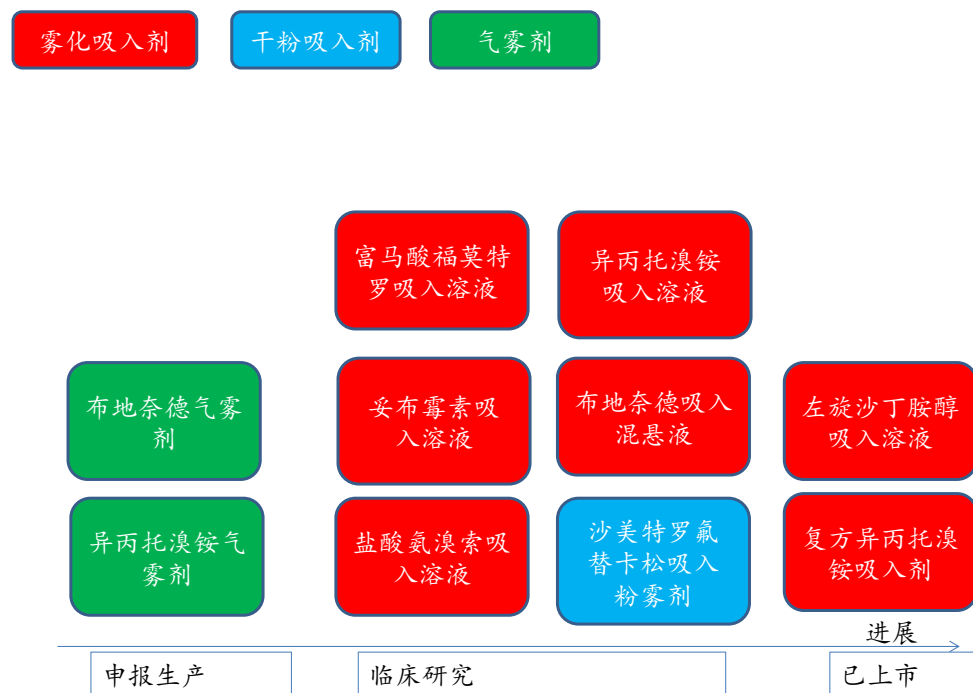 雾化吸入剂
干粉吸入剂
气雾剂
富马酸福莫特
罗吸入溶液
异丙托溴铵
吸入溶液
布地奈德气雾
剂
妥布霉素吸
入溶液
布地奈德吸入
混悬液
左旋沙丁胺醇
吸入溶液
异丙托溴铵气
雾剂
盐酸氨溴索吸
入溶液
沙美特罗氟
替卡松吸入
粉雾剂
复方异丙托溴
铵吸入剂
进展
申报生产
临床研究
已上市